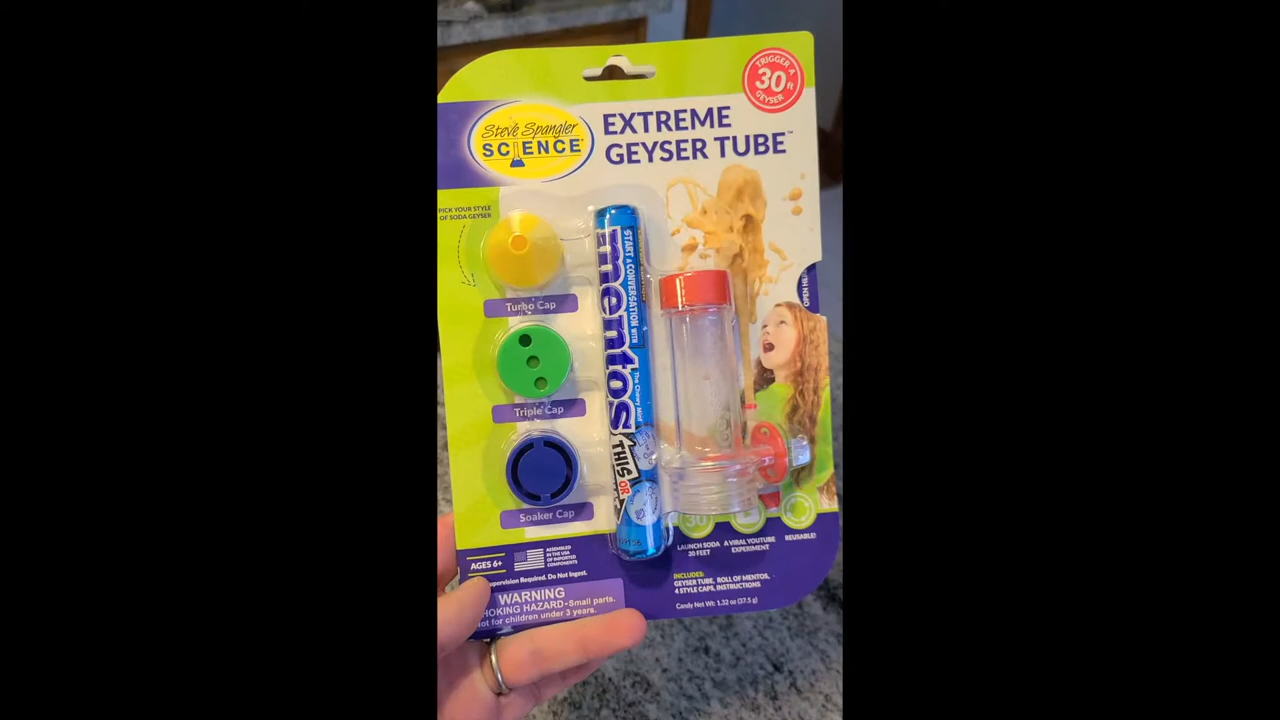 TRIGGER A
30 ft
GEYSER
Steve Spangler
SCIENCE
EXTREME
GEYSER TUBE™
PICK YOUR STYLE
OF SODA GEYSER
Turbo Cap
Triple Cap
Soaker Cap
START A CONVERSATION WITH
mentos
The Chewy Mint
THIS OR
AGES 6+
ASSEMBLED
IN THE USA
OF IMPORTED
COMPONENTS
Supervision Required. Do Not Ingest.
WARNING
CHOKING HAZARD-Small parts.
Not for children under 3 years.
30
LAUNCH SODA
30 FEET
A VIRAL YOUTUBE
EXPERIMENT
REUSABLE!
INCLUDES:
GEYSER TUBE, ROLL OF MENTOS,
4 STYLE CAPS, INSTRUCTIONS
Candy Net Wt: 1.32 oz (37.5 g)